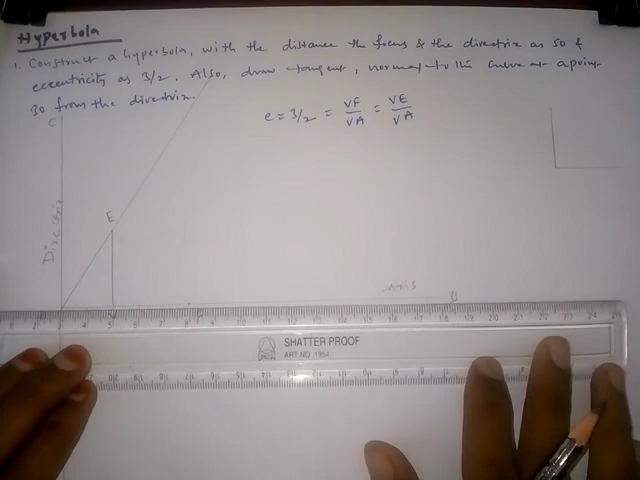 Hyperbola
1. Construct a hyperbola, with the distance the focus & the directrix as 50 &
eccentricity as 3/2. Also, draw tangent, normal to the curve at a point
30 from the directrix.
C
e = 3/2 = VF/VA = VE/VA
E
Directrix
axis
SHATTER PROOF
ART NO. 1954